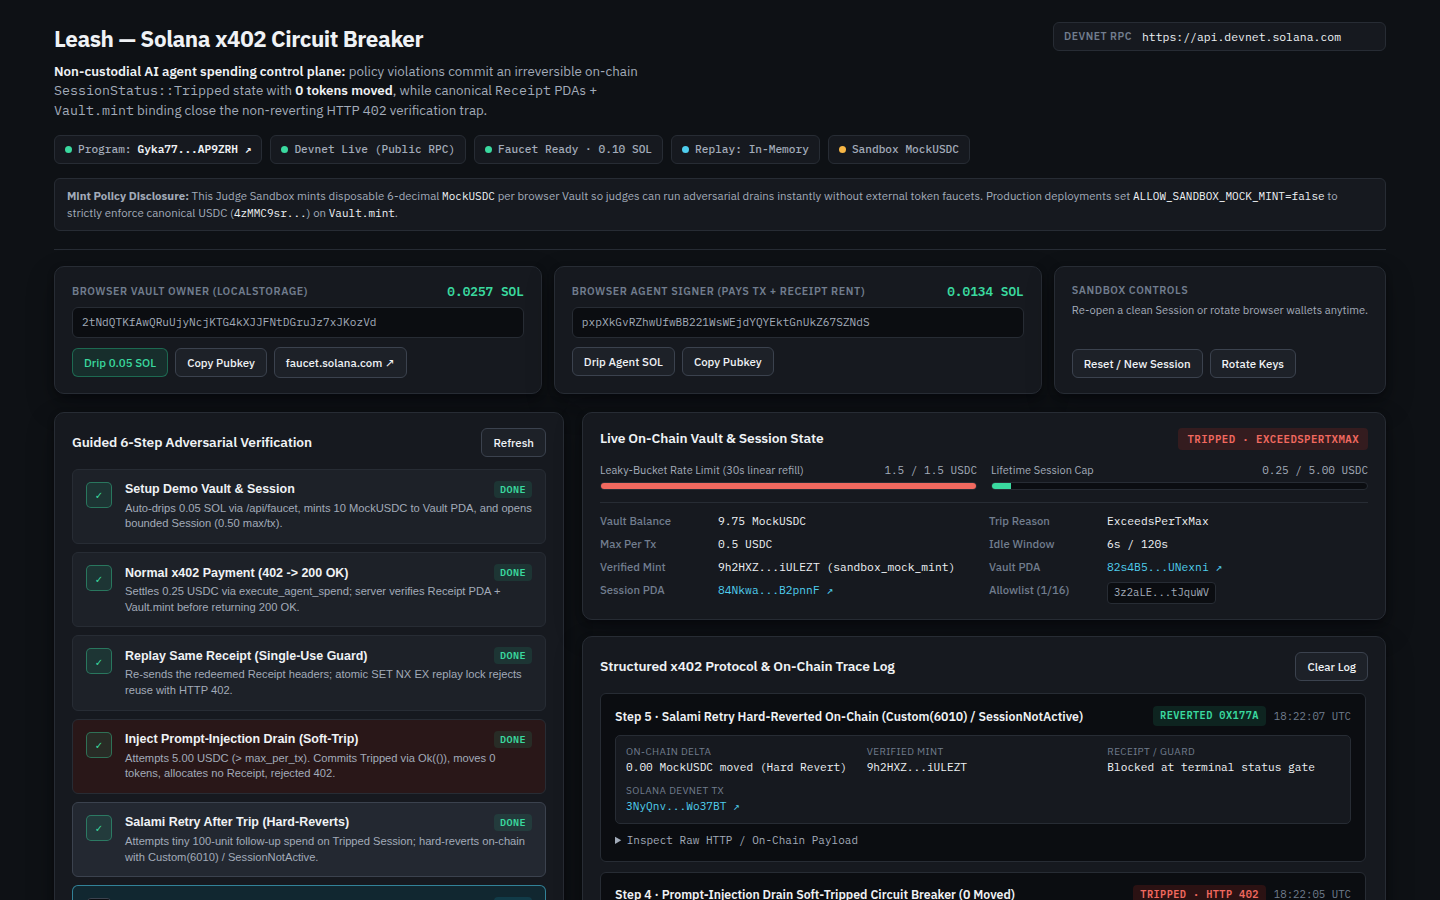 Leash — Solana x402 Circuit Breaker
DEVNET RPC https://api.devnet.solana.com
Non-custodial AI agent spending control plane: policy violations commit an irreversible on-chain
SessionStatus::Tripped state with 0 tokens moved, while canonical Receipt PDAs +
Vault.mint binding close the non-reverting HTTP 402 verification trap.
Program: Gyka77...AP9ZRH ↗
Devnet Live (Public RPC)
Faucet Ready · 0.10 SOL
Replay: In-Memory
Sandbox MockUSDC
Mint Policy Disclosure: This Judge Sandbox mints disposable 6-decimal MockUSDC per browser Vault so judges can run adversarial drains instantly without external token faucets. Production deployments set ALLOW_SANDBOX_MOCK_MINT=false to
strictly enforce canonical USDC (4zMMC9sr...) on Vault.mint.
BROWSER VAULT OWNER (LOCALSTORAGE) 0.0257 SOL
2tNdQTKfAwQRuUjyNcjKTG4kXJJFNtDGruJz7xJKozVd
Drip 0.05 SOL
Copy Pubkey
faucet.solana.com ↗
BROWSER AGENT SIGNER (PAYS TX + RECEIPT RENT) 0.0134 SOL
pxpXkGvRZhwUfwBB221WsWEjdYQYEktGnUkZ67SZNdS
Drip Agent SOL
Copy Pubkey
SANDBOX CONTROLS
Re-open a clean Session or rotate browser wallets anytime.
Reset / New Session
Rotate Keys
Guided 6-Step Adversarial Verification
Refresh
✓ Setup Demo Vault & Session DONE
Auto-drips 0.05 SOL via /api/faucet, mints 10 MockUSDC to Vault PDA, and opens
bounded Session (0.50 max/tx).
✓ Normal x402 Payment (402 -> 200 OK) DONE
Settles 0.25 USDC via execute_agent_spend; server verifies Receipt PDA +
Vault.mint before returning 200 OK.
✓ Replay Same Receipt (Single-Use Guard) DONE
Re-sends the redeemed Receipt headers; atomic SET NX EX replay lock rejects
reuse with HTTP 402.
✓ Inject Prompt-Injection Drain (Soft-Trip) DONE
Attempts 5.00 USDC (> max_per_tx). Commits Tripped via Ok(()), moves 0
tokens, allocates no Receipt, rejected 402.
✓ Salami Retry After Trip (Hard-Reverts) DONE
Attempts tiny 100-unit follow-up spend on Tripped Session; hard-reverts on-chain
with Custom(6010) / SessionNotActive.
Live On-Chain Vault & Session State
TRIPPED · EXCEEDSPERTXMAX
Leaky-Bucket Rate Limit (30s linear refill) 1.5 / 1.5 USDC
Lifetime Session Cap 0.25 / 5.00 USDC
Vault Balance 9.75 MockUSDC
Trip Reason ExceedsPerTxMax
Max Per Tx 0.5 USDC
Idle Window 6s / 120s
Verified Mint 9h2HXZ...iULEZT (sandbox_mock_mint)
Vault PDA 82s4B5...UNexni ↗
Session PDA 84Nkwa...B2pnnF ↗
Allowlist (1/16) 3z2aLE...tJquWV
Structured x402 Protocol & On-Chain Trace Log
Clear Log
Step 5 · Salami Retry Hard-Reverted On-Chain (Custom(6010) / SessionNotActive) REVERTED 0X177A 18:22:07 UTC
ON-CHAIN DELTA
0.00 MockUSDC moved (Hard Revert)
VERIFIED MINT
9h2HXZ...iULEZT
RECEIPT / GUARD
Blocked at terminal status gate
SOLANA DEVNET TX
3NyQnv...Wo37BT ↗
▶ Inspect Raw HTTP / On-Chain Payload
Step 4 · Prompt-Injection Drain Soft-Tripped Circuit Breaker (0 Moved) TRIPPED · HTTP 402 18:22:05 UTC